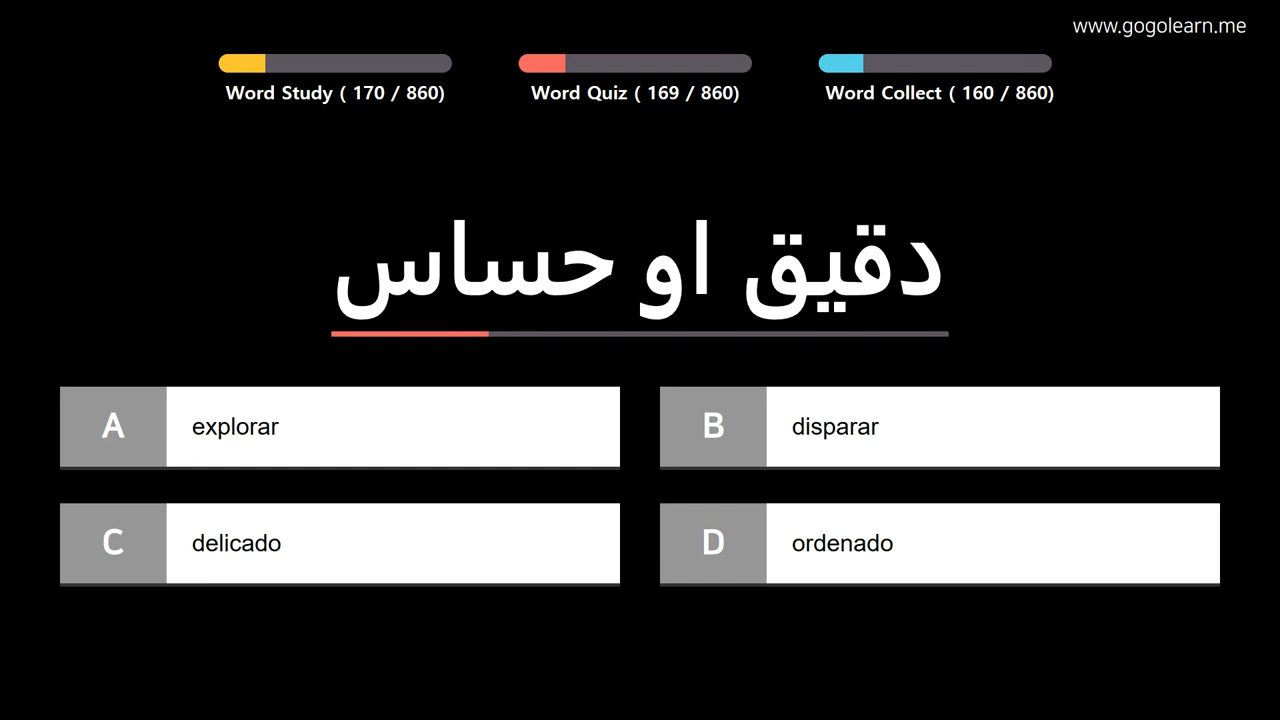 www.gogolearn.me
Word Study ( 170 / 860)
Word Quiz ( 169 / 860)
Word Collect ( 160 / 860)
دقيق او حساس
A explorar
B disparar
C delicado
D ordenado